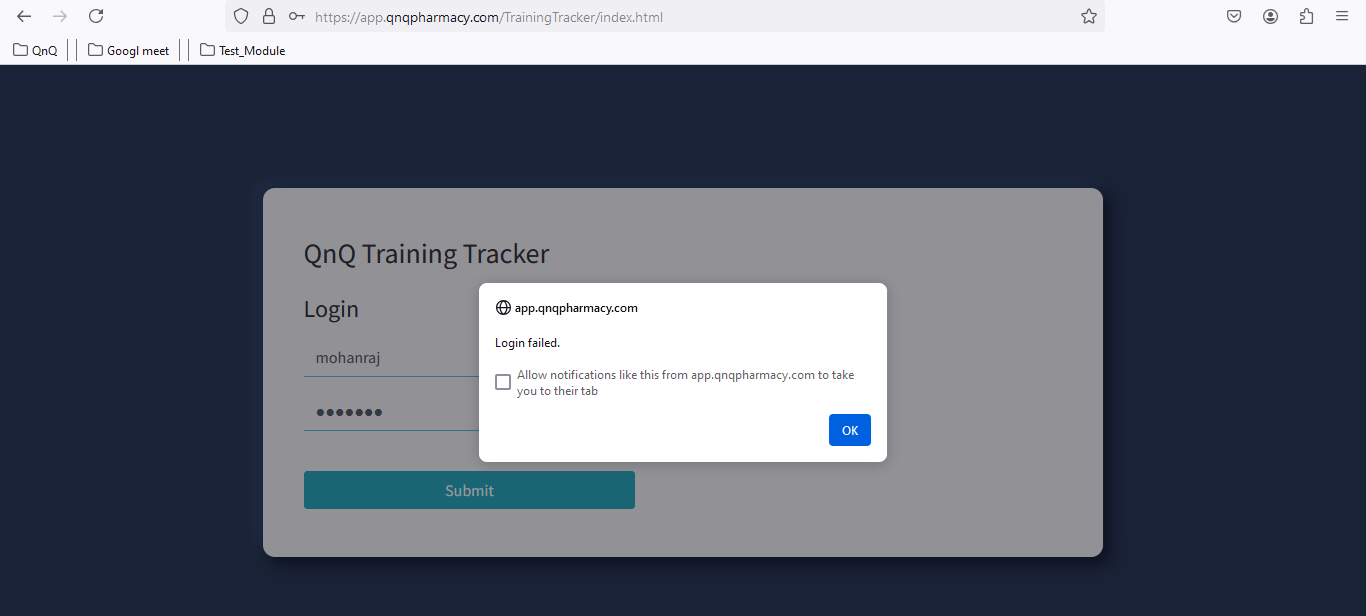 https://app.qnqpharmacy.com/TrainingTracker/index.html
QnQ
Googl meet
Test_Module
QnQ Training Tracker
Login
mohanraj
•••••••
Submit
app.qnqpharmacy.com
Login failed.
Allow notifications like this from app.qnqpharmacy.com to take
you to their tab
OK